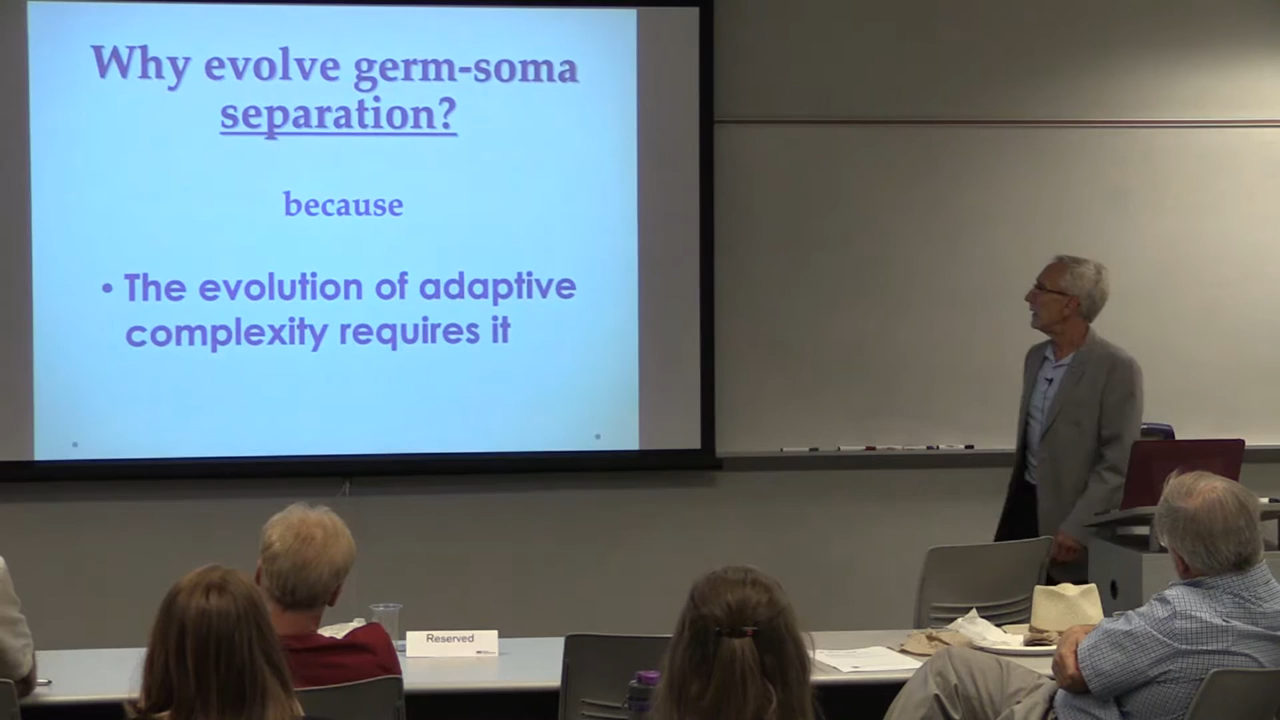 Why evolve germ-soma
separation?
because
• The evolution of adaptive
complexity requires it
Reserved